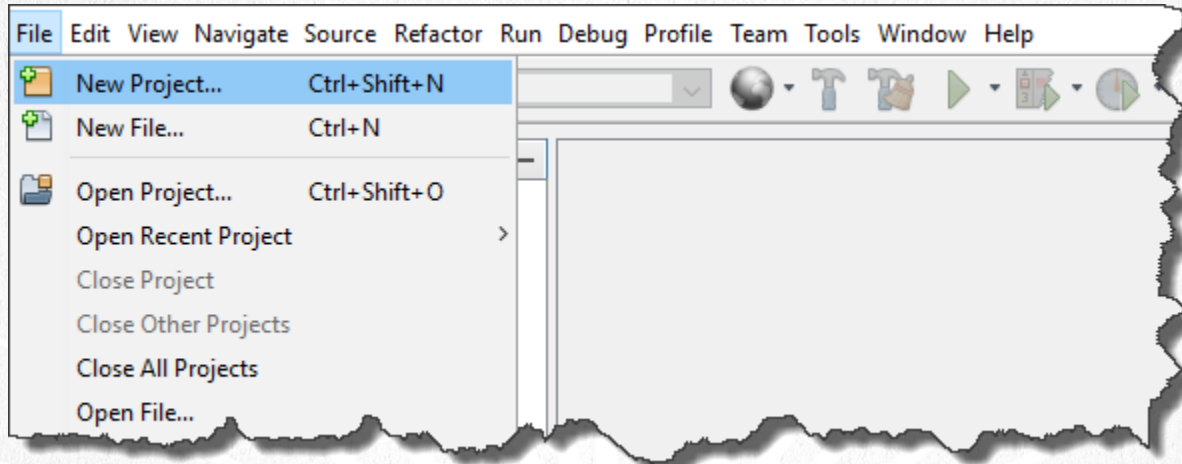 File Edit View Navigate Source Refactor Run Debug Profile Team Tools Window Help
New Project... Ctrl+Shift+N
New File... Ctrl+N
Open Project... Ctrl+Shift+O
Open Recent Project
Close Project
Close Other Projects
Close All Projects
Open File...